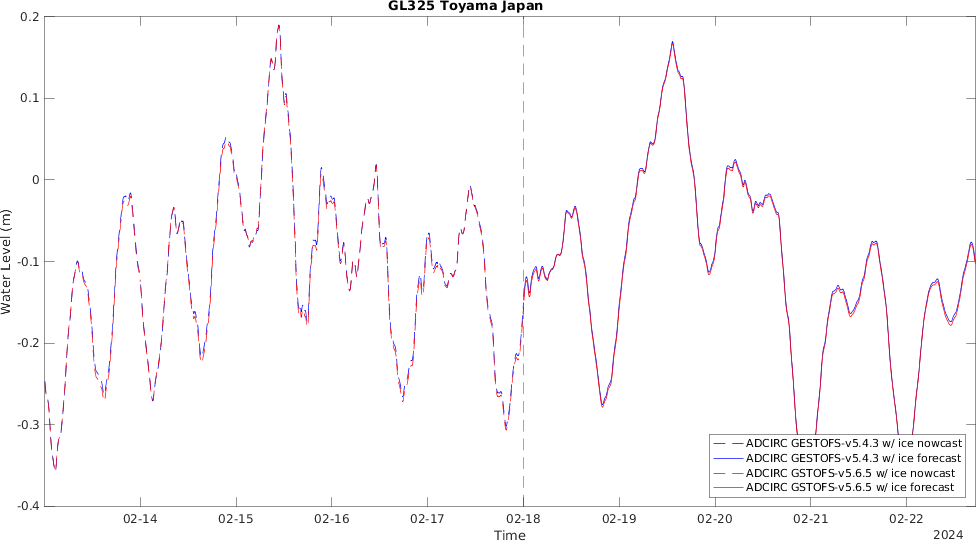 GL325 Toyama Japan
0.2
0.1
0
-0.1
-0.2
-0.3
-0.4
Water Level (m)
02-14
02-15
02-16
02-17
02-18
02-19
02-20
02-21
02-22
Time
2024
ADCIRC GESTOFS-v5.4.3 w/ ice nowcast
ADCIRC GESTOFS-v5.4.3 w/ ice forecast
ADCIRC GSTOFS-v5.6.5 w/ ice nowcast
ADCIRC GSTOFS-v5.6.5 w/ ice forecast